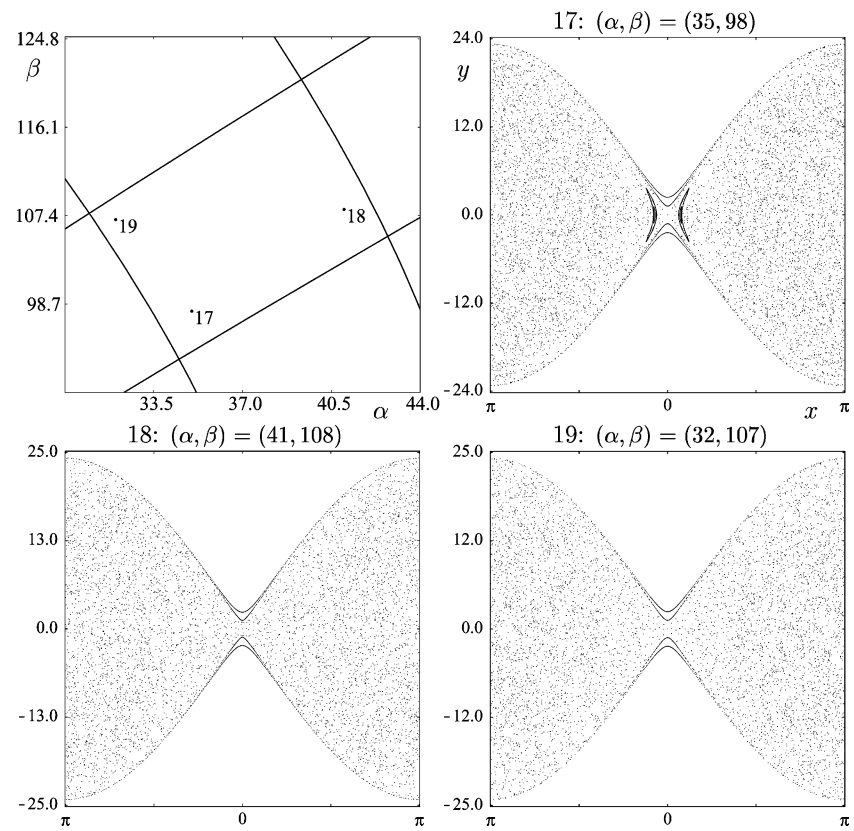 124.8
β
116.1
107.4
98.7
19
18
17
33.5 37.0 40.5 α 44.0
17: (α, β) = (35, 98)
24.0
y
12.0
0.0
-12.0
-24.0
π 0 x π
18: (α, β) = (41, 108)
25.0
13.0
0.0
-13.0
-25.0
π 0 π
19: (α, β) = (32, 107)
24.0
12.0
0.0
-12.0
-25.0
π 0 π